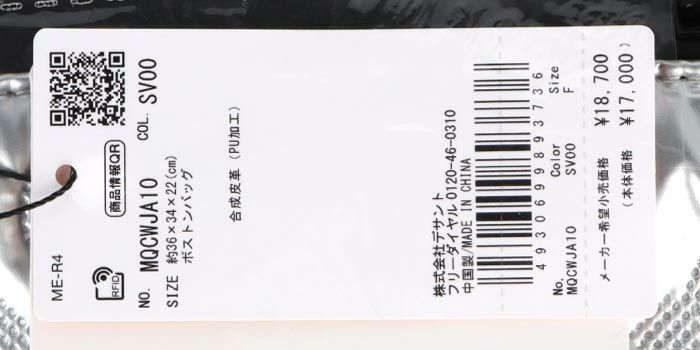 COL. SV00
商品情報QR
ME-R4
RFID
NO. MQCWJA10
SIZE 約36×34×22(cm)
ボストンバッグ
合成皮革 (PU加工)
株式会社デサント
フリーダイヤル 0120-46-0310
中国製/MADE IN CHINA
4930699893736
No. MQCWJA10
Color SV00
Size F
メーカー希望小売価格 ¥18,700
(本体価格 ¥17,000)